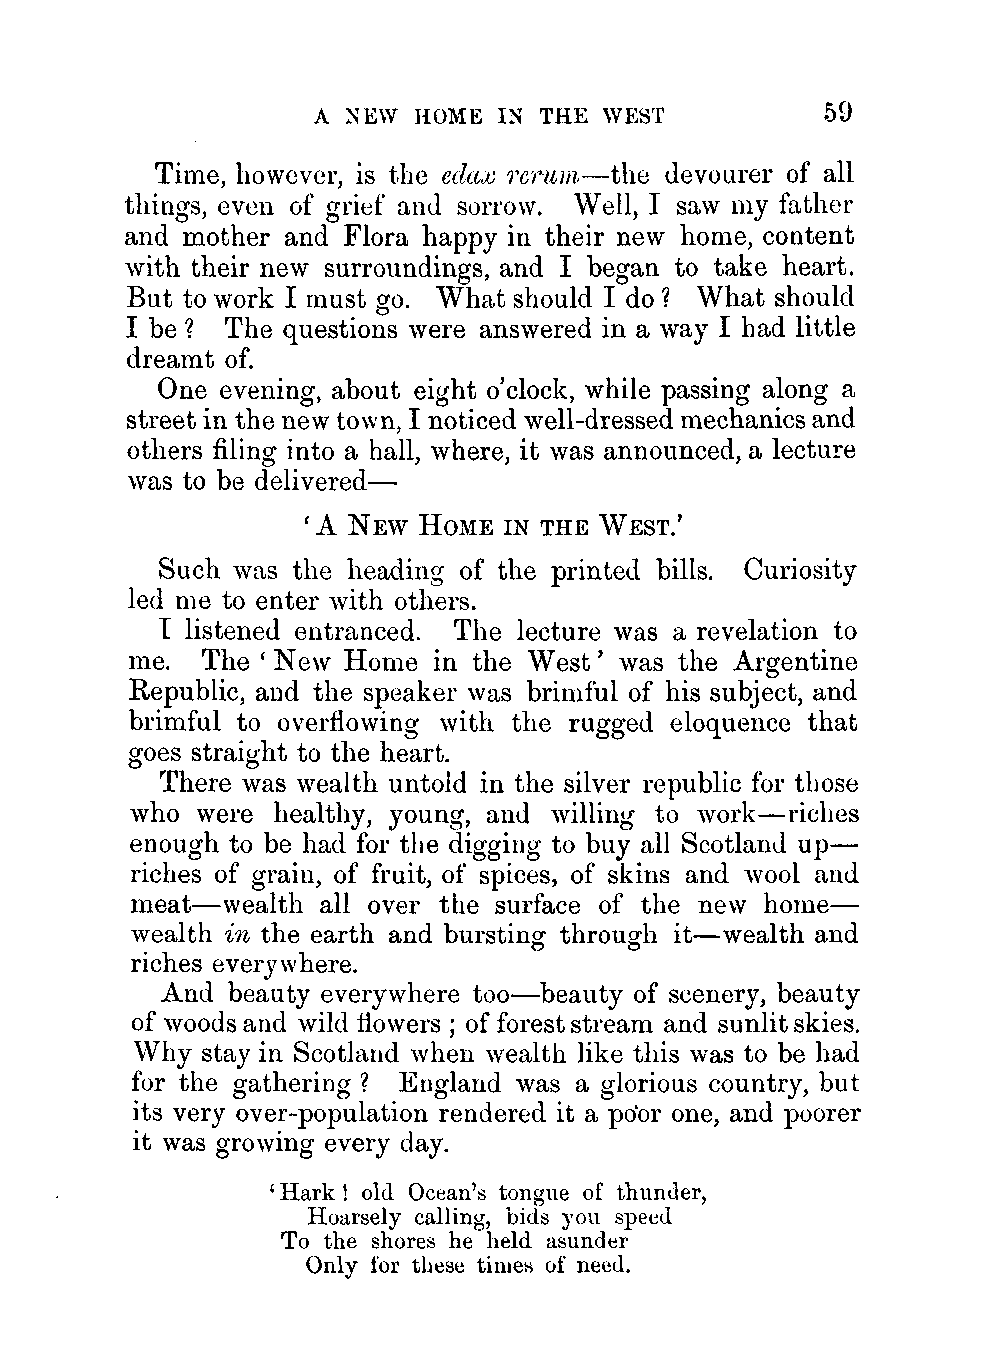 A NEW HOME IN THE WEST 59
Time, however, is the edax rerum—the devourer of all
things, even of grief and sorrow. Well, I saw my father
and mother and Flora happy in their new home, content
with their new surroundings, and I began to take heart.
But to work I must go. What should I do? What should
I be? The questions were answered in a way I had little
dreamt of.
One evening, about eight o'clock, while passing along a
street in the new town, I noticed well-dressed mechanics and
others filing into a hall, where, it was announced, a lecture
was to be delivered—
'A NEW HOME IN THE WEST.'
Such was the heading of the printed bills. Curiosity
led me to enter with others.
I listened entranced. The lecture was a revelation to
me. The 'New Home in the West' was the Argentine
Republic, and the speaker was brimful of his subject, and
brimful to overflowing with the rugged eloquence that
goes straight to the heart.
There was wealth untold in the silver republic for those
who were healthy, young, and willing to work—riches
enough to be had for the digging to buy all Scotland up—
riches of grain, of fruit, of spices, of skins and wool and
meat—wealth all over the surface of the new home—
wealth in the earth and bursting through it—wealth and
riches everywhere.
And beauty everywhere too—beauty of scenery, beauty
of woods and wild flowers; of forest stream and sunlit skies.
Why stay in Scotland when wealth like this was to be had
for the gathering? England was a glorious country, but
its very over-population rendered it a poor one, and poorer
it was growing every day.
'Hark! old Ocean's tongue of thunder,
Hoarsely calling, bids you speed
To the shores he held asunder
Only for these times of need.